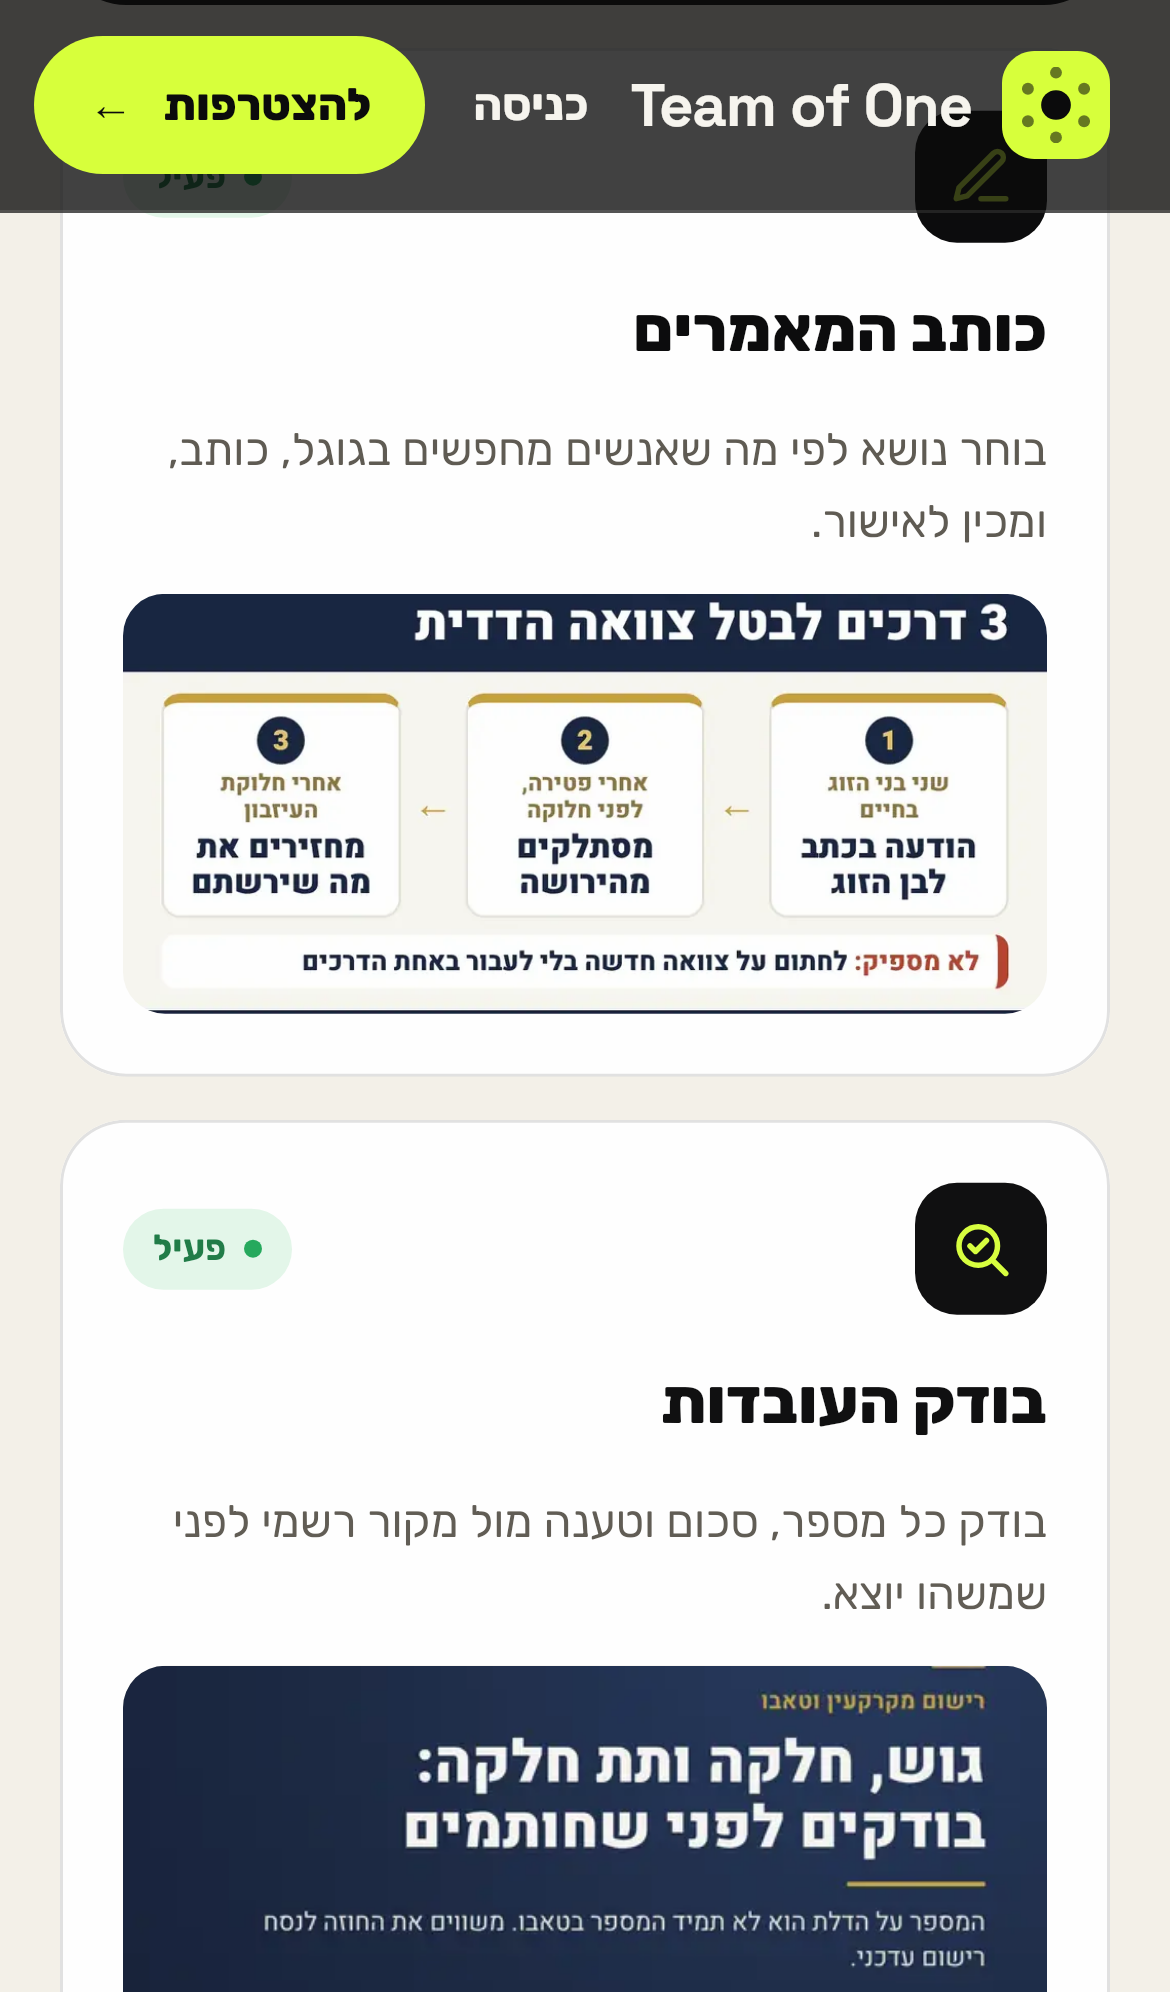 Team of One
כניסה
להצטרפות ←
פעיל
כותב המאמרים
בוחר נושא לפי מה שאנשים מחפשים בגוגל, כותב,
ומכין לאישור.
3 דרכים לבטל צוואה הדדית
1
שני בני הזוג
בחיים
הודעה בכתב
לבן הזוג
←
2
אחרי פטירה,
לפני חלוקה
מסתלקים
מהירושה
←
3
אחרי חלוקת
העיזבון
מחזירים את
מה שירשתם
לא מספיק: לחתום על צוואה חדשה בלי לעבור באחת הדרכים
פעיל
בודק העובדות
בודק כל מספר, סכום וטענה מול מקור רשמי לפני
שמשהו יוצא.
רישום מקרקעין וטאבו
גוש, חלקה ותת חלקה:
בודקים לפני שחותמים
המספר על הדלת הוא לא תמיד המספר בטאבו. משווים את החוזה לנסח
רישום עדכני.